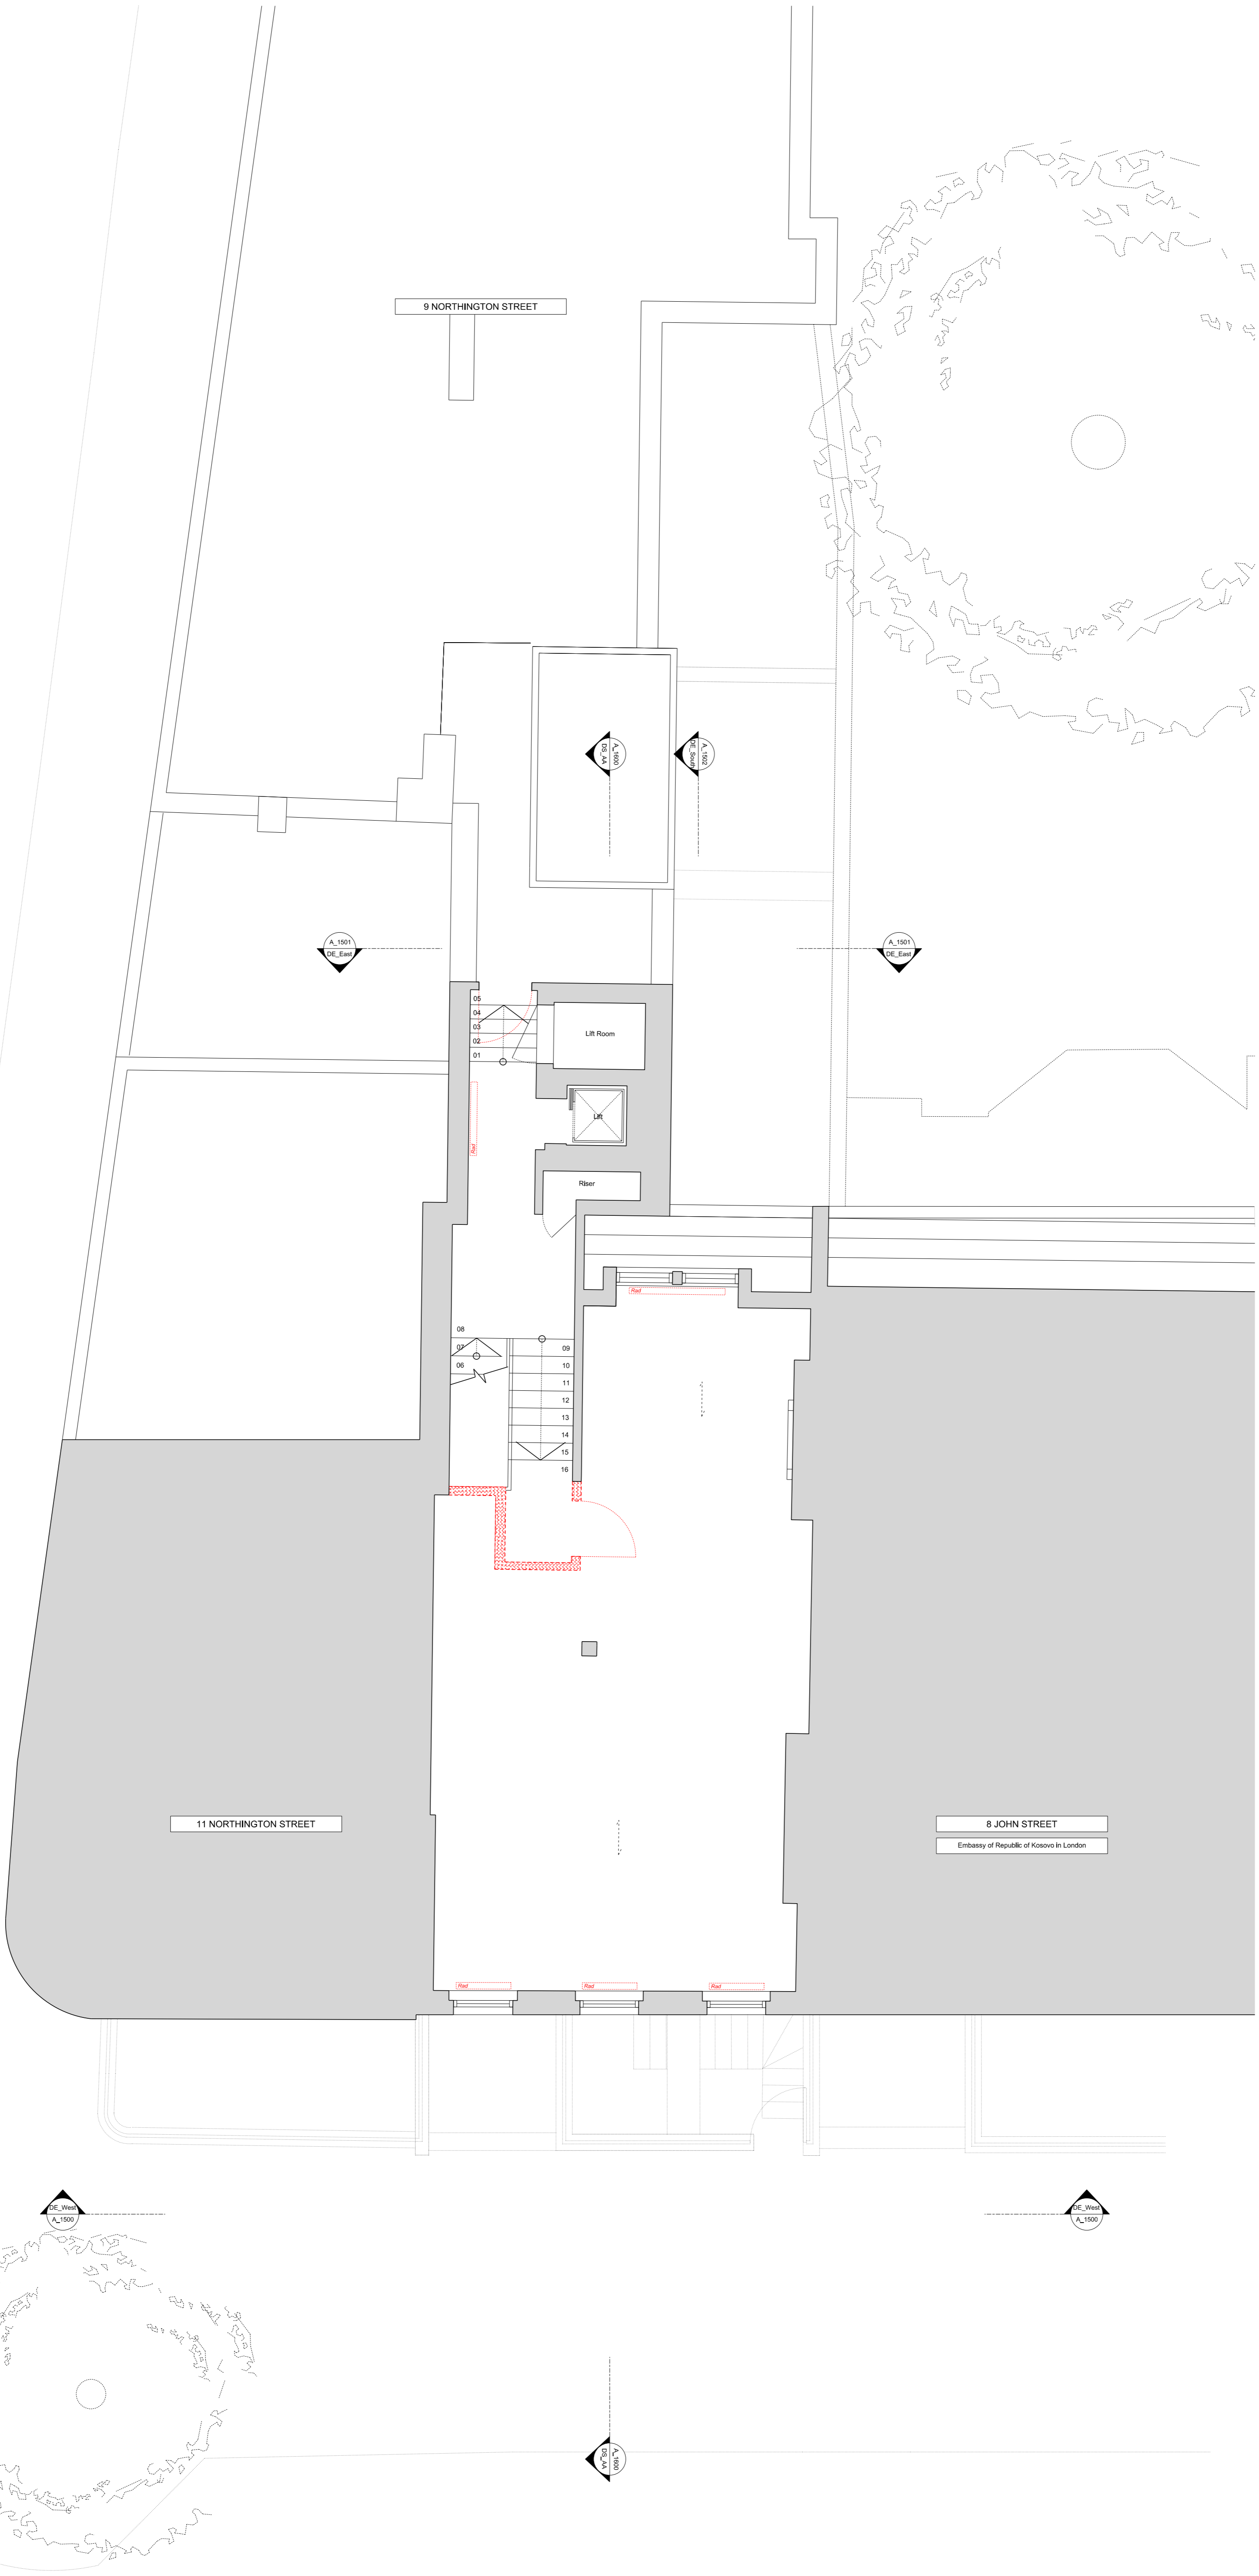 9 NORTHINGTON STREET
A_1600
DS_AA
A_1502
DE_South
A_1501
DE_East
A_1501
DE_East
05
04
03
02
01
Lift Room
Lift
Rad
Riser
Rad
08
07
06
09
10
11
12
13
14
15
16
11 NORTHINGTON STREET
8 JOHN STREET
Embassy of Republic of Kosovo in London
Rad
Rad
Rad
DE_West
A_1500
DE_West
A_1500
A_1600
DS_AA